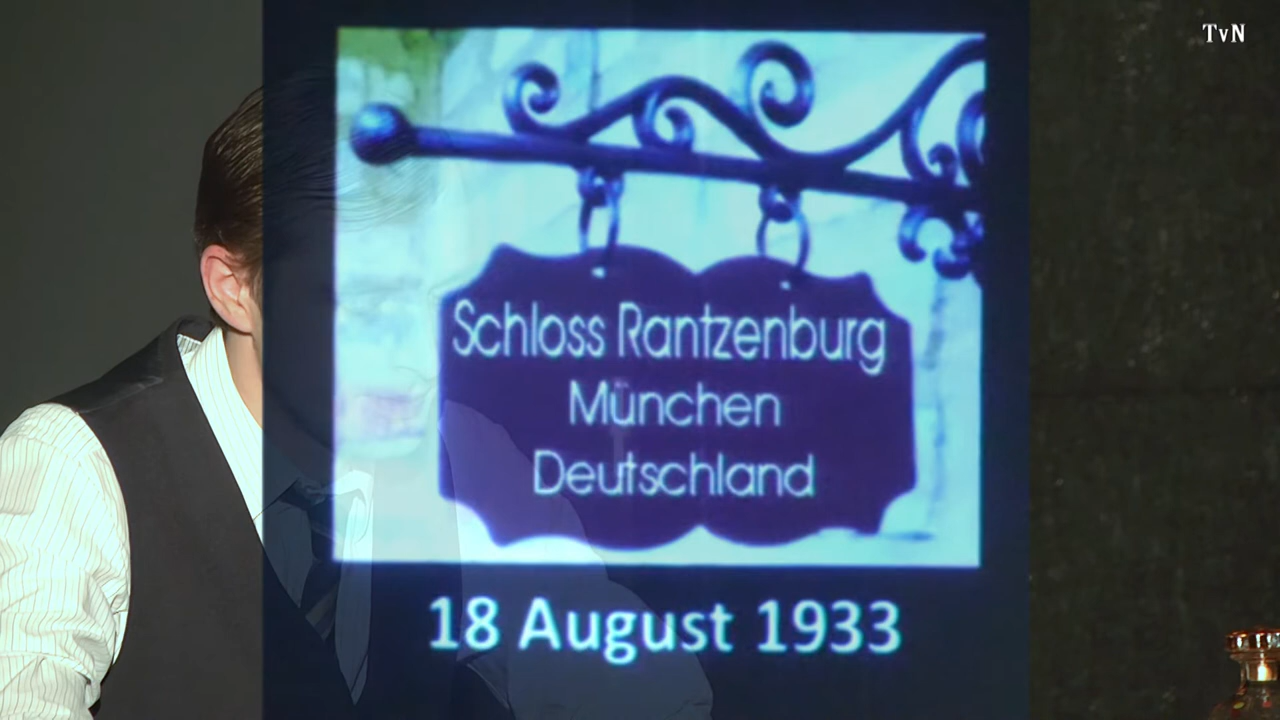 TvN
Schloss Rantzenburg
München
Deutschland
18 August 1933